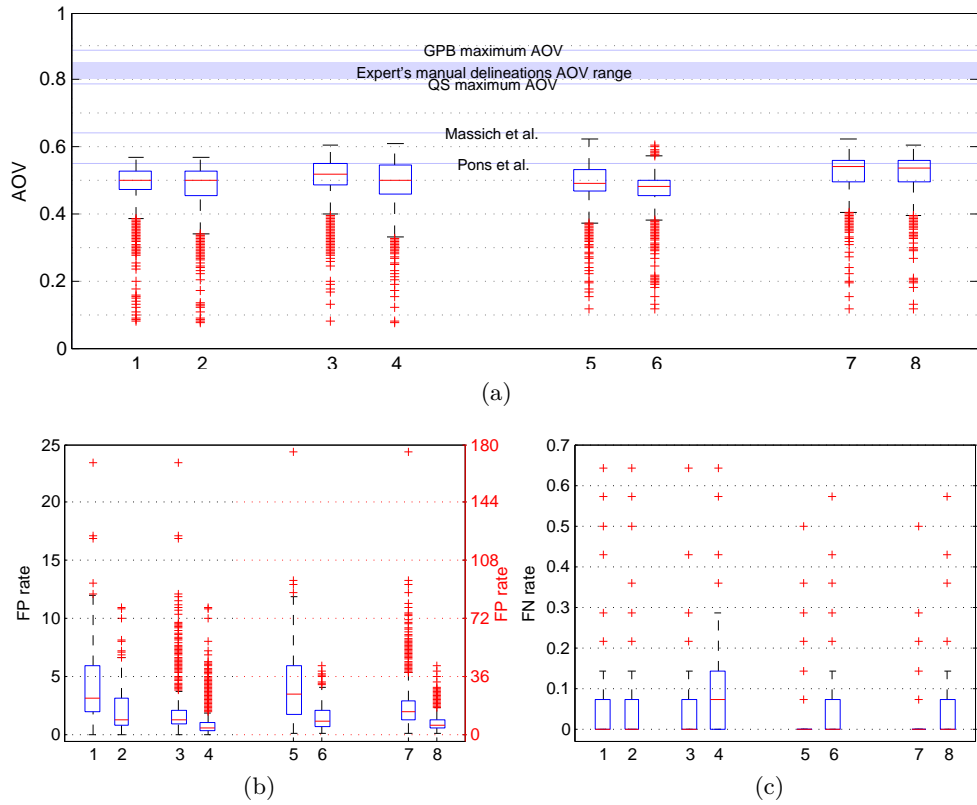 1
GPB maximum AOV
Expert's manual delineations AOV range
QS maximum AOV
0.8
Massich et al.
0.6
Pons et al.
AOV
0.4
0.2
0
1 2 3 4 5 6 7 8
(a)
25 180
20 144
15 108
FP rate FP rate
10 72
5 36
0 0
1 2 3 4 5 6 7 8
(b)
0.7
0.6
0.5
0.4
FN rate
0.3
0.2
0.1
0
1 2 3 4 5 6 7 8
(c)